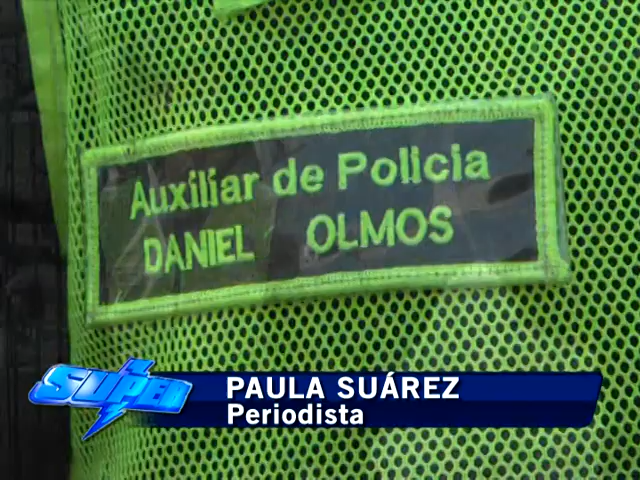 Auxiliar de Policia
DANIEL OLMOS
SUPER
PAULA SUÁREZ
Periodista